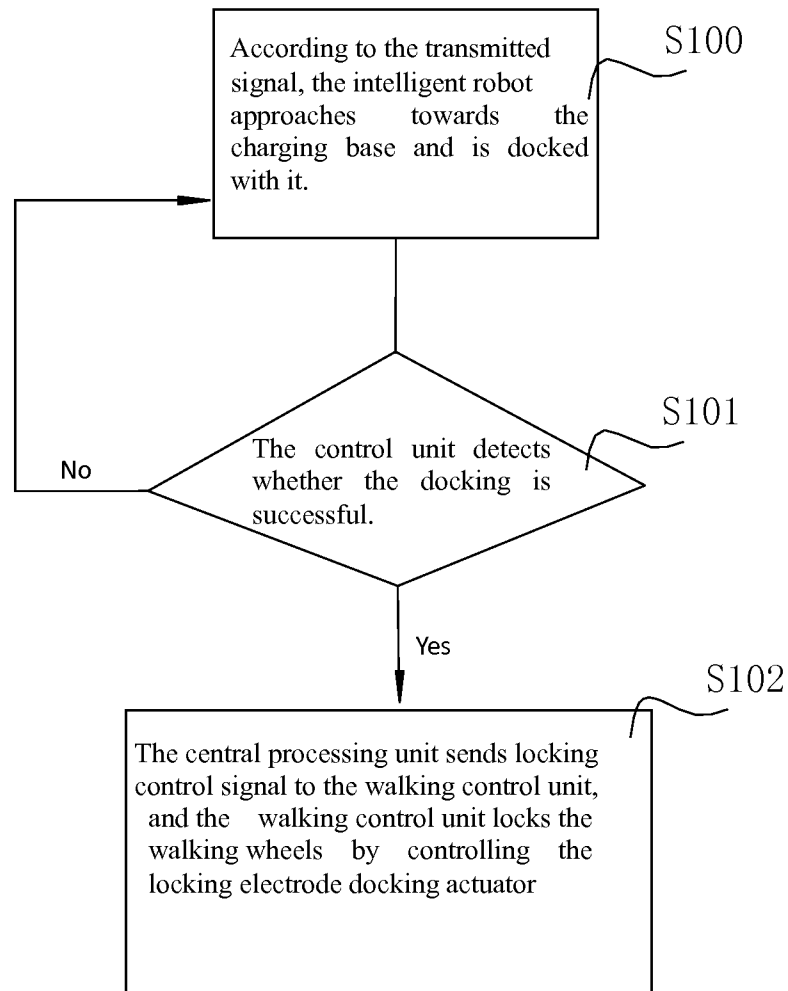 According to the transmitted
signal, the intelligent robot
approaches towards the
charging base and is docked
with it.
S100
The control unit detects
whether the docking is
successful.
S101
No
Yes
S102
The central processing unit sends locking
control signal to the walking control unit,
and the walking control unit locks the
walking wheels by controlling the
locking electrode docking actuator